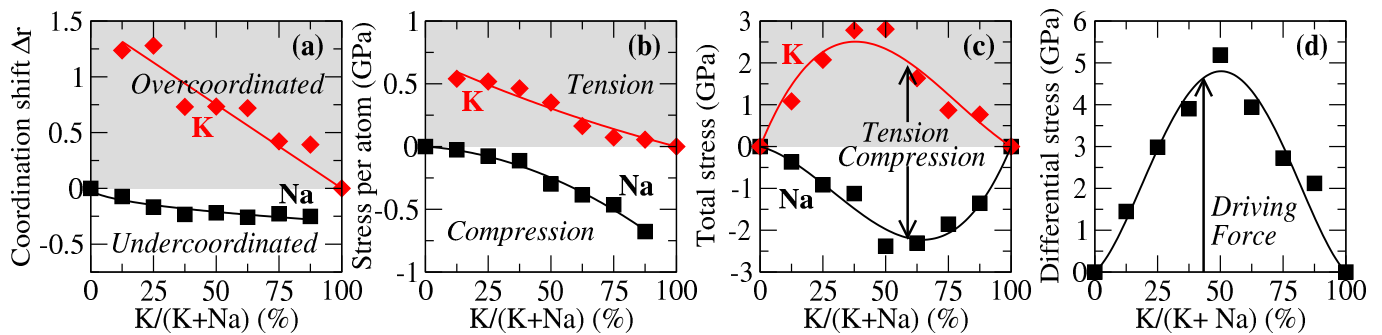 Coordination shift Δr
1.5
1
0.5
0
-0.5
(a)
Overcoordinated
K
Na
Undercoordinated
0 25 50 75 100
K/(K+Na) (%)
Stress per atom (GPa)
1
0.5
0
-0.5
-1
(b)
Tension
K
Na
Compression
0 25 50 75 100
K/(K+Na) (%)
Total stress (GPa)
3
2
1
0
-1
-2
-3
(c)
K
Tension
Compression
Na
0 25 50 75 100
K/(K+Na) (%)
Differential stress (GPa)
6
5
4
3
2
1
0
(d)
Driving
Force
0 25 50 75 100
K/(K+ Na) (%)